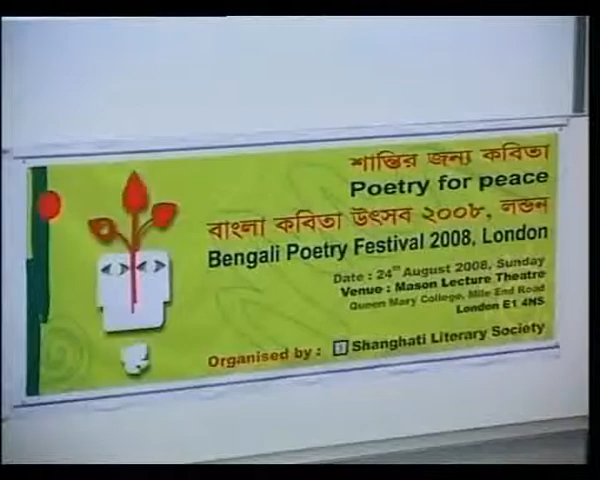 শান্তির জন্য কবিতা
Poetry for peace
বাংলা কবিতা উৎসব ২০০৮, লন্ডন
Bengali Poetry Festival 2008, London
Date : 24th August 2008, Sunday
Venue : Mason Lecture Theatre
Queen Mary College, Mile End Road
London E1 4NS
Organised by : Shanghati Literary Society